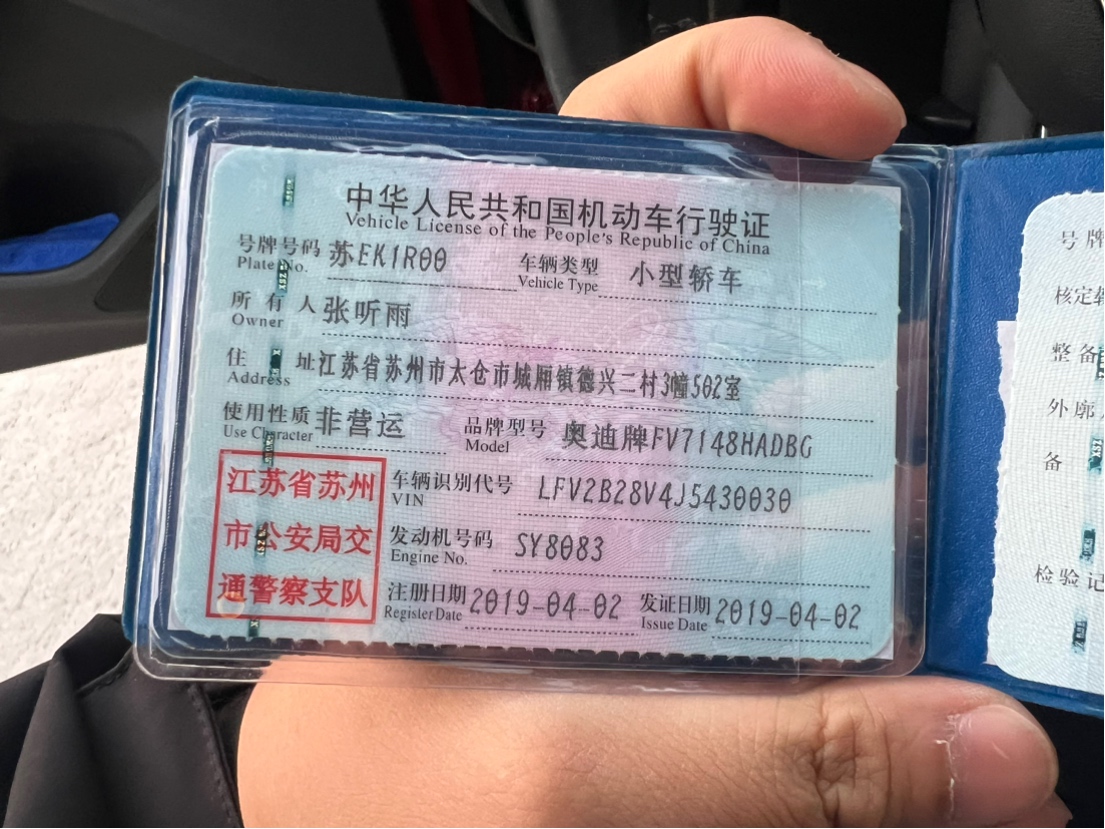 中华人民共和国机动车行驶证
Vehicle License of the People's Republic of China
号牌号码 苏EK1R00 车辆类型 小型轿车
Plate No. Vehicle Type
所有人 张听雨
Owner
住址 江苏省苏州市太仓市城厢镇德兴二村3幢502室
Address
使用性质 非营运 品牌型号 奥迪牌FV7148HADBG
Use Character Model
江苏省苏州
市公安局交
通警察支队
车辆识别代号 LFV2B28V4J5430030
VIN
发动机号码 SY8083
Engine No.
注册日期 2019-04-02 发证日期 2019-04-02
Register Date Issue Date
号牌
核定
整备
外廓
备
检验记